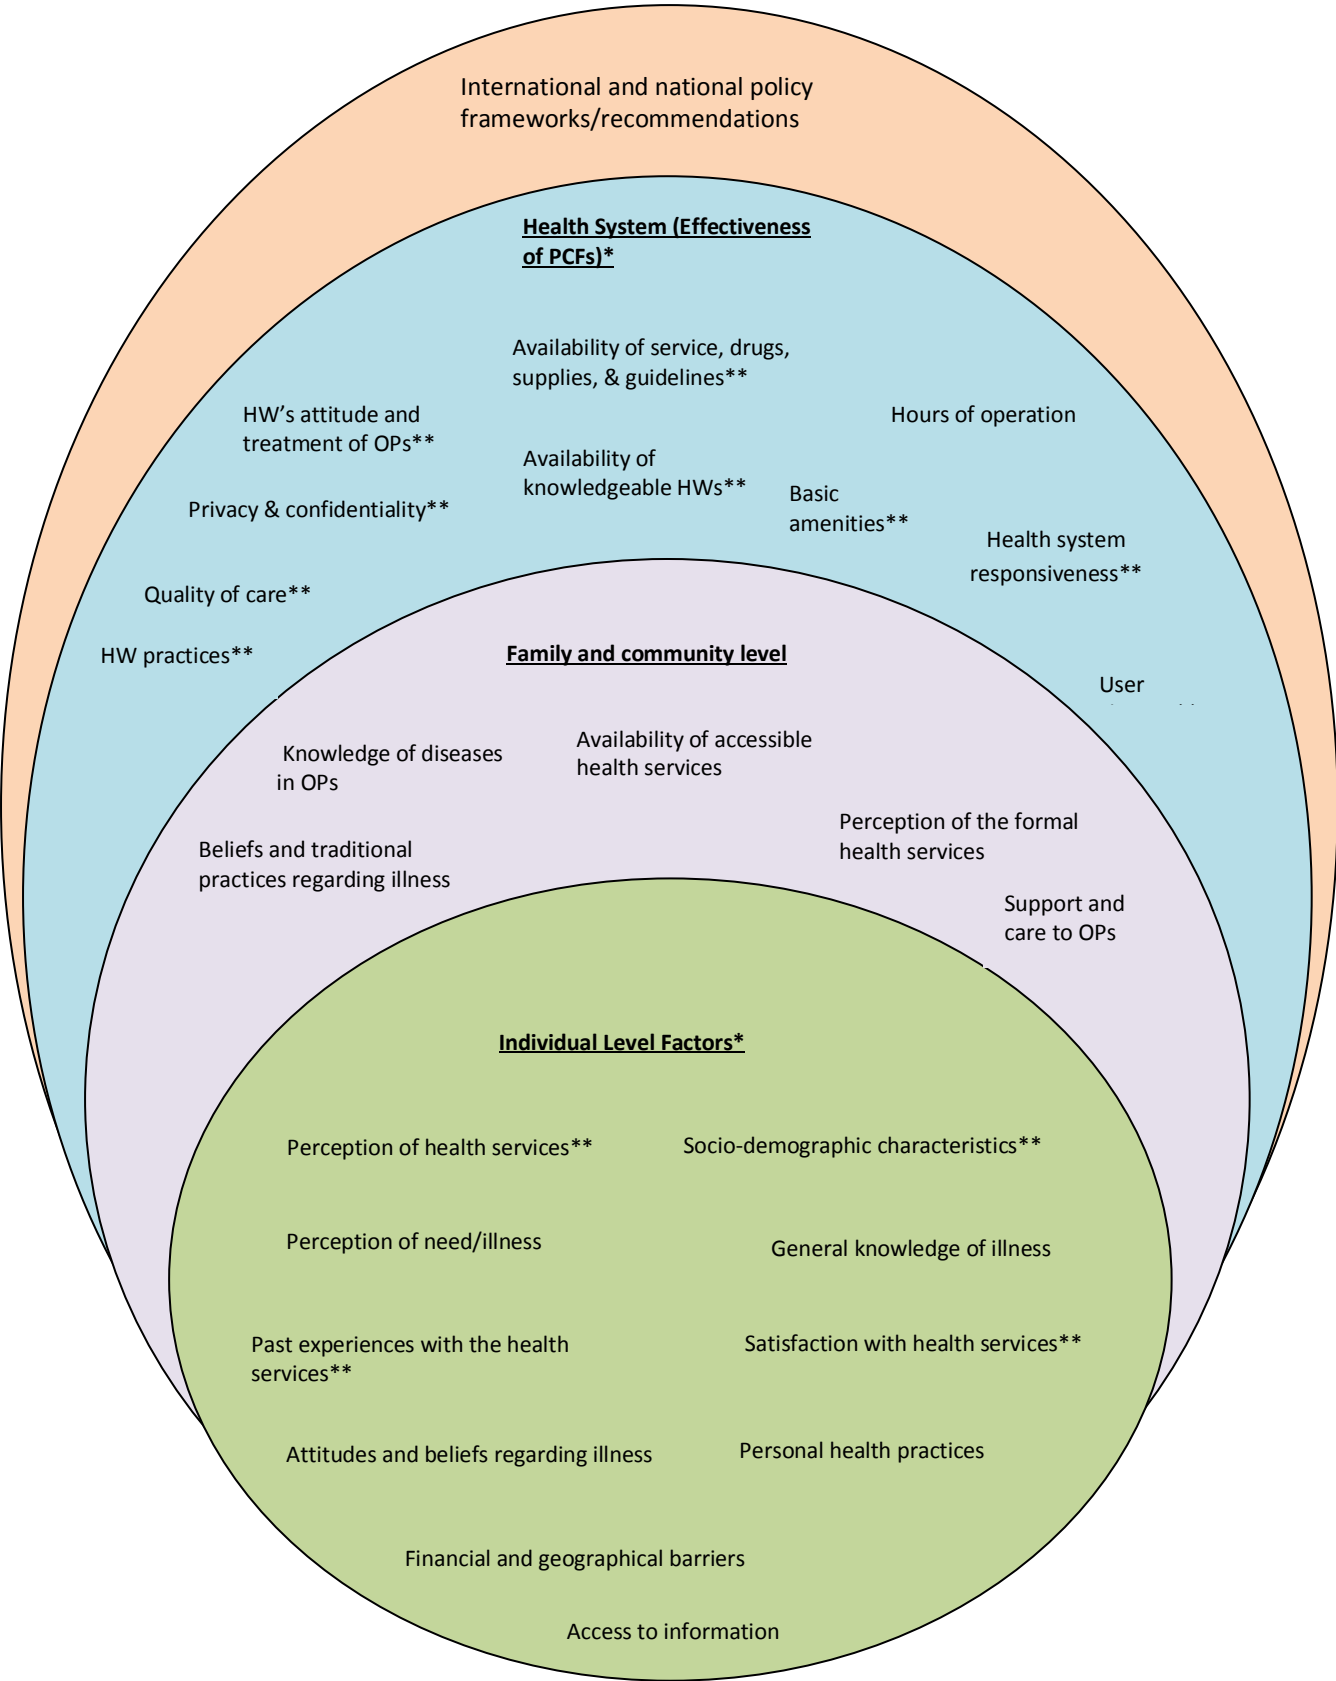 International and national policy
frameworks/recommendations
Health System (Effectiveness
of PCFs)*
Availability of service, drugs,
supplies, & guidelines**
HW’s attitude and
treatment of OPs**
Hours of operation
Availability of
knowledgeable HWs**
Privacy & confidentiality**
Basic
amenities**
Health system
responsiveness**
Quality of care**
HW practices**
User
Family and community level
Knowledge of diseases
in OPs
Availability of accessible
health services
Beliefs and traditional
practices regarding illness
Perception of the formal
health services
Support and
care to OPs
Individual Level Factors*
Perception of health services**
Socio-demographic characteristics**
Perception of need/illness
General knowledge of illness
Past experiences with the health
services**
Satisfaction with health services**
Attitudes and beliefs regarding illness
Personal health practices
Financial and geographical barriers
Access to information